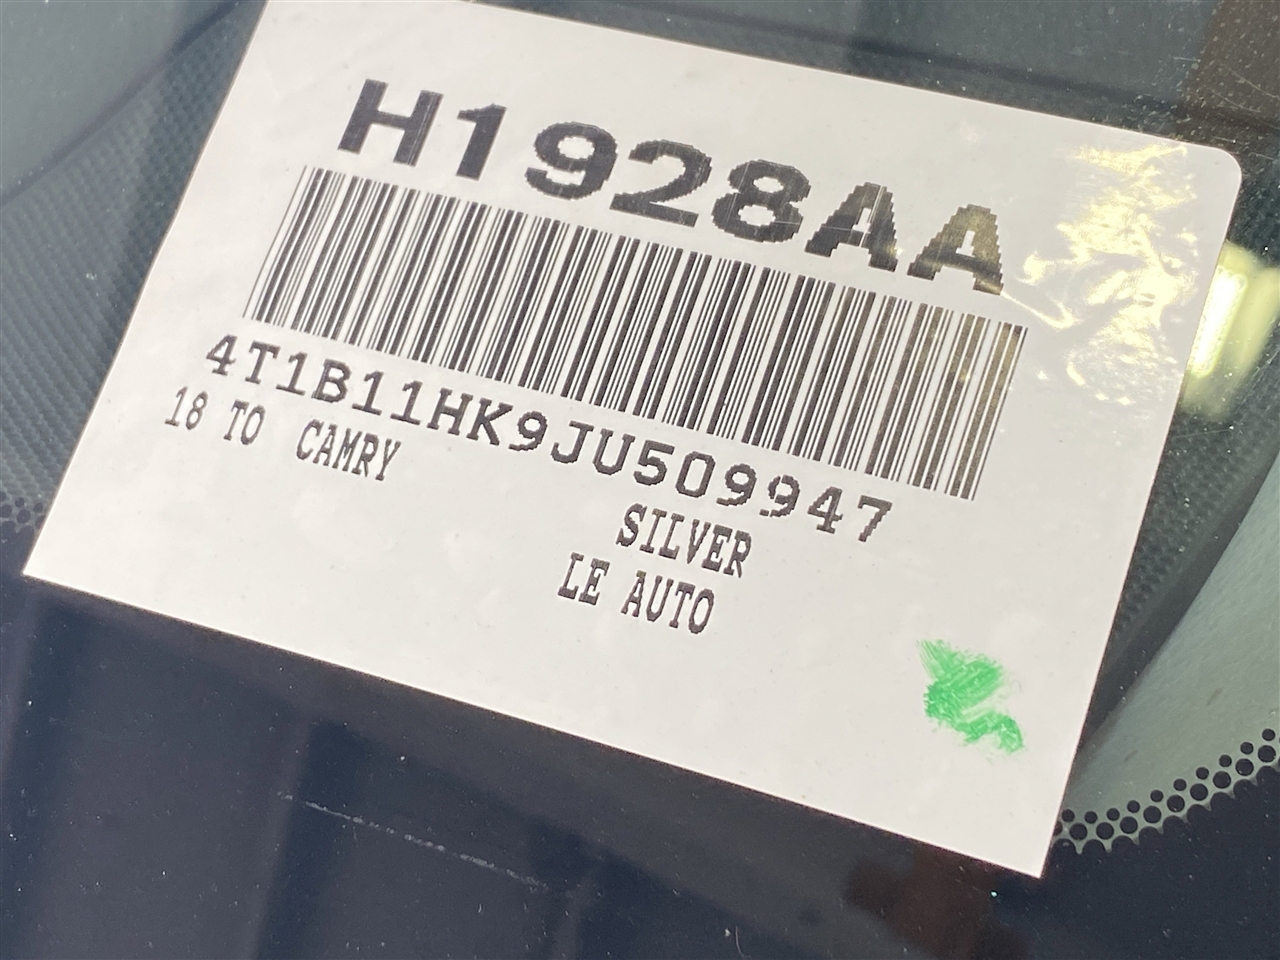 H1928AA
4T1B11HK9JU509947
18 TO CAMRY
SILVER
LE AUTO